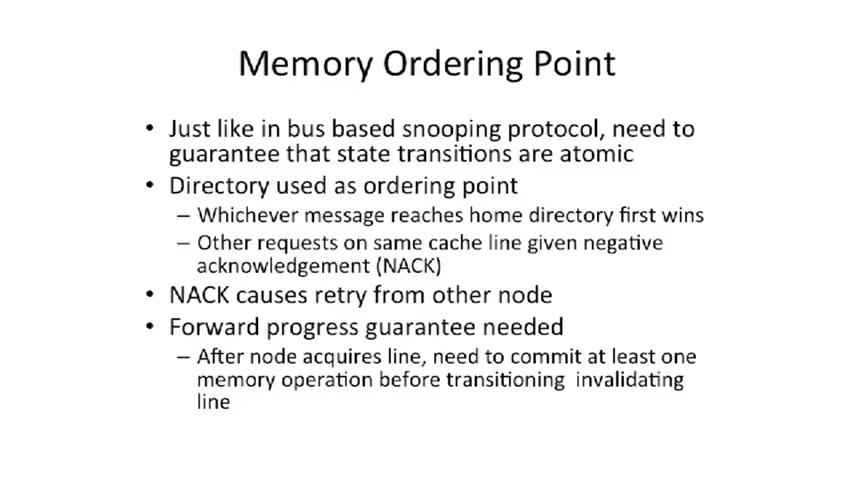 Memory Ordering Point
• Just like in bus based snooping protocol, need to
guarantee that state transitions are atomic
• Directory used as ordering point
– Whichever message reaches home directory first wins
– Other requests on same cache line given negative
acknowledgement (NACK)
• NACK causes retry from other node
• Forward progress guarantee needed
– After node acquires line, need to commit at least one
memory operation before transitioning invalidating
line